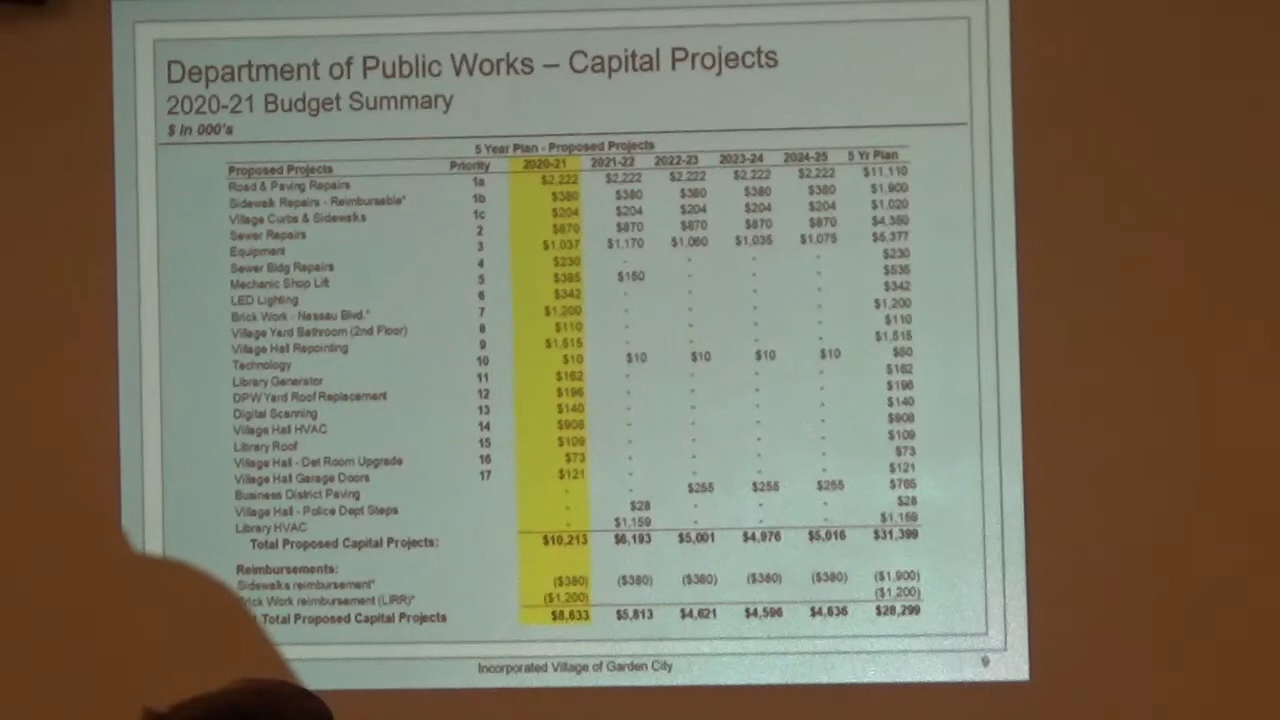 Department of Public Works – Capital Projects
2020-21 Budget Summary
$ In 000's
5 Year Plan - Proposed Projects
Proposed Projects Priority 2020-21 2021-22 2022-23 2023-24 2024-25 5 Yr Plan
Road & Paving Repairs 1a $2,222 $2,222 $2,222 $2,222 $2,222 $11,110
Sidewalk Repairs - Reimbursable* 1b $380 $380 $380 $380 $380 $1,900
Village Curbs & Sidewalks 1c $204 $204 $204 $204 $204 $1,020
Sewer Repairs 2 $870 $870 $870 $870 $870 $4,350
Equipment 3 $1,037 $1,170 $1,060 $1,035 $1,075 $5,377
Sewer Bldg Repairs 4 $230 - - - - $230
Mechanic Shop Lift 5 $385 $150 - - - $535
LED Lighting 6 $342 - - - - $342
Brick Work - Nassau Blvd.* 7 $1,200 - - - - $1,200
Village Yard Bathroom (2nd Floor) 8 $110 - - - - $110
Village Hall Repointing 9 $1,515 - - - - $1,515
Technology 10 $10 $10 $10 $10 $10 $50
Library Generator 11 $162 - - - - $162
DPW Yard Roof Replacement 12 $196 - - - - $196
Digital Scanning 13 $140 - - - - $140
Village Hall HVAC 14 $908 - - - - $908
Library Roof 15 $109 - - - - $109
Village Hall - Det Room Upgrade 16 $73 - - - - $73
Village Hall Garage Doors 17 $121 - - - - $121
Business District Paving - - $255 $255 $255 $765
Village Hall - Police Dept Steps - $28 - - - $28
Library HVAC - $1,159 - - - $1,159
Total Proposed Capital Projects: $10,213 $6,193 $5,001 $4,976 $5,016 $31,399
Reimbursements:
Sidewalks reimbursement* ($380) ($380) ($380) ($380) ($380) ($1,900)
Brick Work reimbursement (LIRR)* ($1,200) ($1,200)
Total Proposed Capital Projects $8,633 $5,813 $4,621 $4,596 $4,636 $28,299
Incorporated Village of Garden City
9